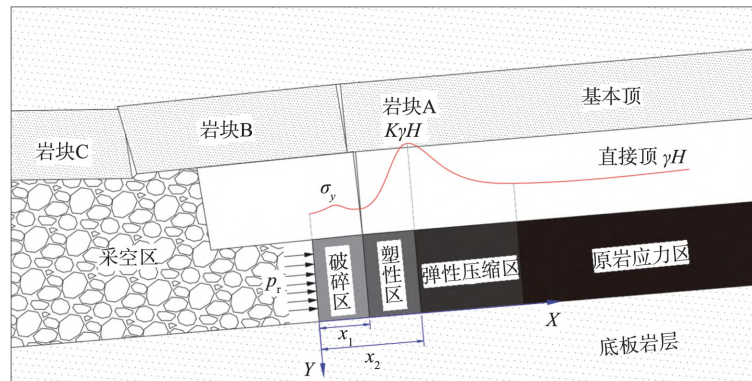 基本顶
岩块A
KγH
岩块B
岩块C
直接顶 γH
σy
采空区
pr
破碎区
塑性区
弹性压缩区
原岩应力区
X
x1
x2
Y
底板岩层